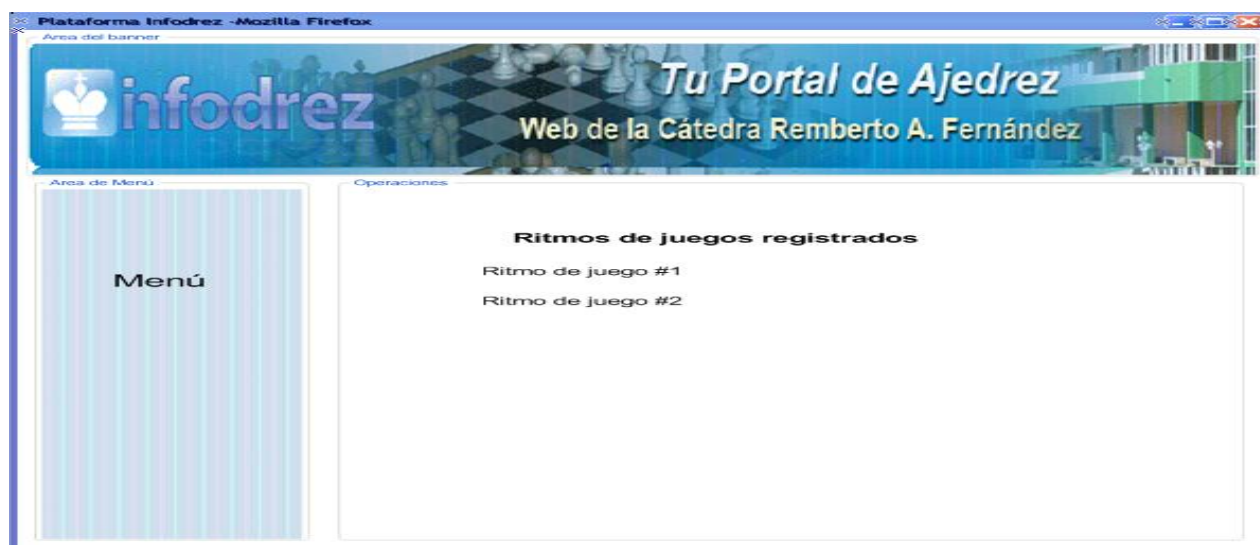 Plataforma Infodrez -Mozilla Firefox
Area del banner
infodrez
Tu Portal de Ajedrez
Web de la Cátedra Remberto A. Fernández
Area de Menú
Operaciones
Ritmos de juegos registrados
Menú
Ritmo de juego #1
Ritmo de juego #2